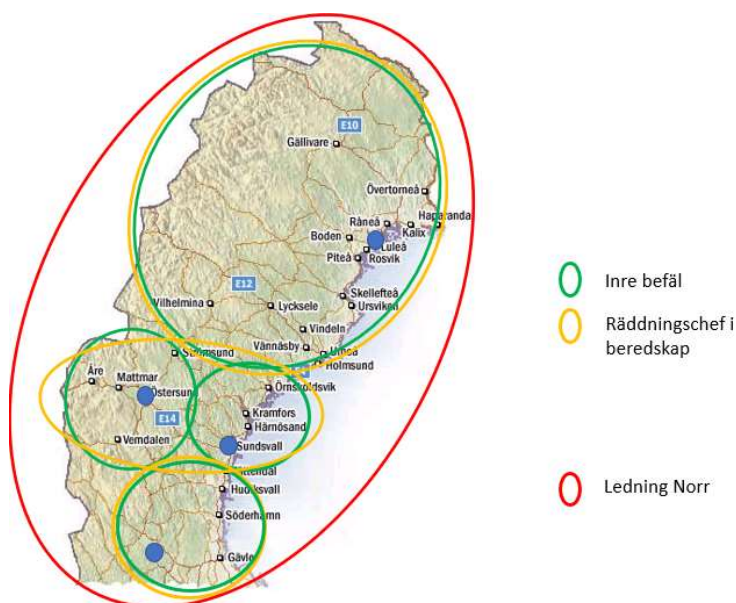 E10
Gällivare
Övertorneå
Råneå
Haparanda
Kalix
Boden
Luleå
Piteå
Rosvik
E12
Skellefteå
Vilhelmina
Lycksele
Ursviken
Vindeln
Vännäsby
Umeå
Holmsund
Åre
Mattmar
Östersund
Örnsköldsvik
E14
Kramfors
Härnösand
Vemdalen
Sundsvall
Hudiksvall
Söderhamn
Gävle
Inre befäl
Räddningschef i
beredskap
Ledning Norr